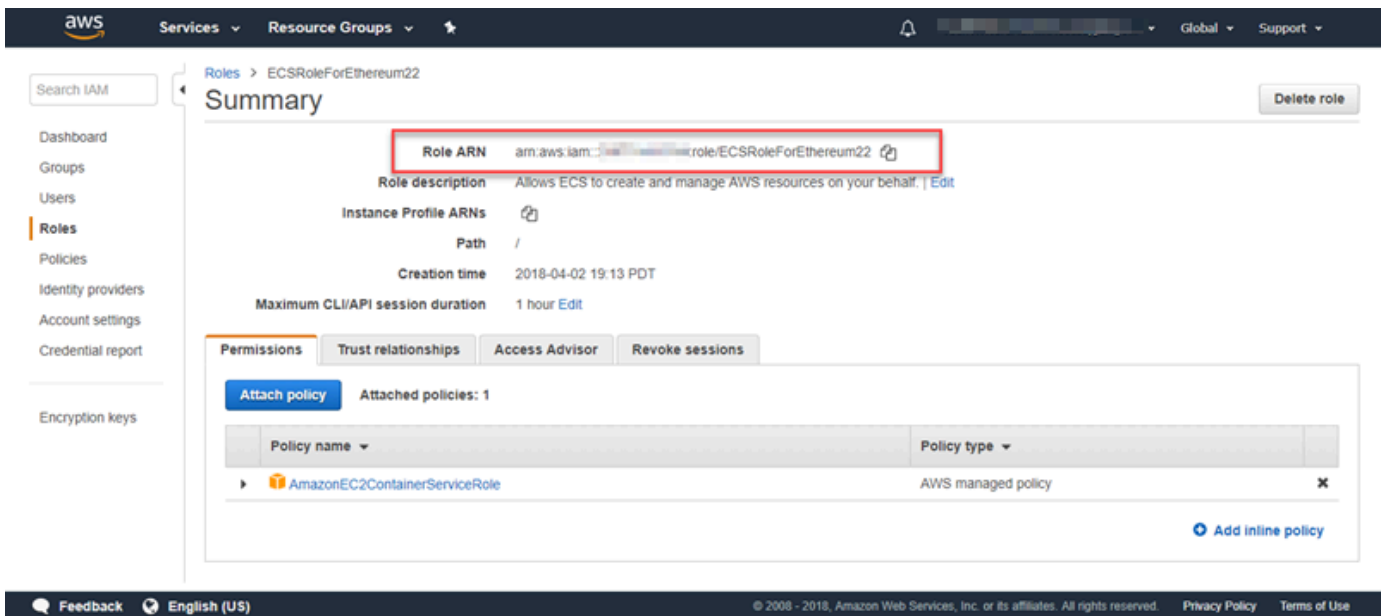 aws Services Resource Groups Global Support
Roles > ECSRoleForEthereum22
Search IAM
Summary
Delete role
Dashboard
Groups
Users
Roles
Policies
Identity providers
Account settings
Credential report
Encryption keys
Role ARN arn:aws:iam:: :role/ECSRoleForEthereum22
Role description Allows ECS to create and manage AWS resources on your behalf. | Edit
Instance Profile ARNs
Path /
Creation time 2018-04-02 19:13 PDT
Maximum CLI/API session duration 1 hour Edit
Permissions Trust relationships Access Advisor Revoke sessions
Attach policy Attached policies: 1
Policy name Policy type
AmazonEC2ContainerServiceRole AWS managed policy
Add inline policy
Feedback English (US) © 2008 - 2018, Amazon Web Services, Inc. or its affiliates. All rights reserved. Privacy Policy Terms of Use